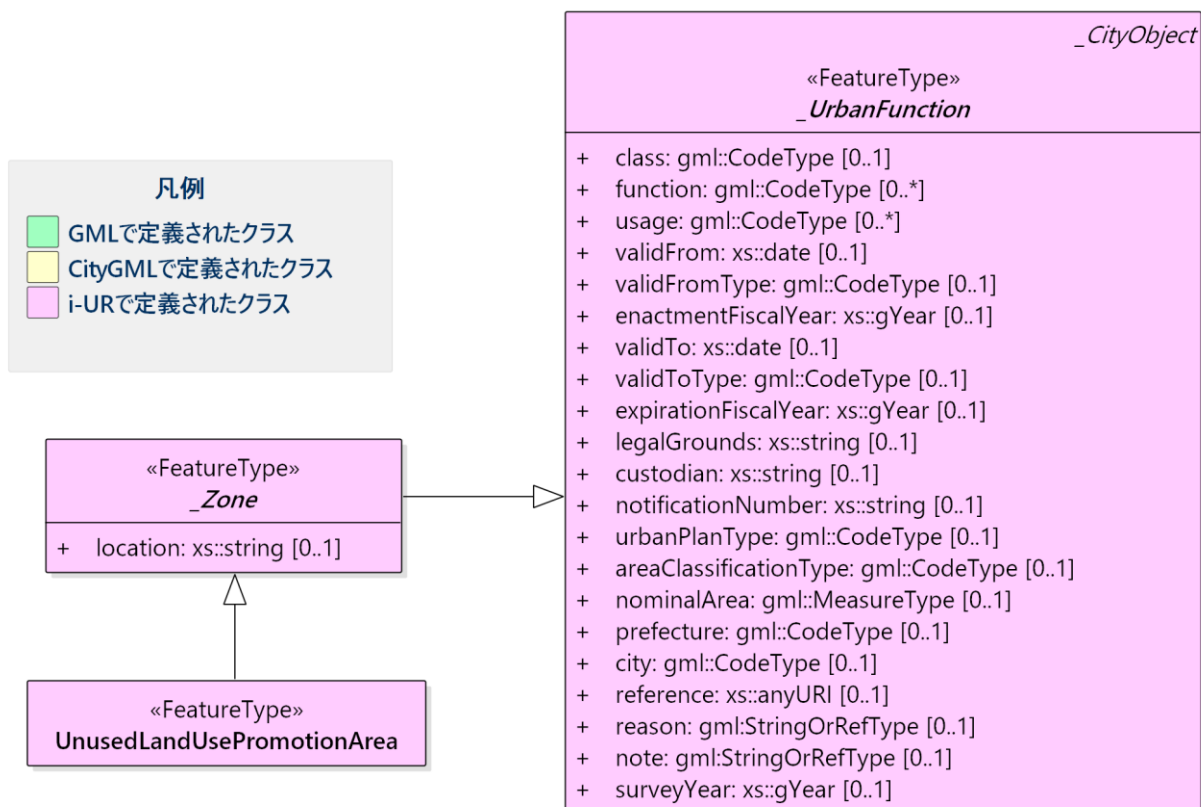 凡例
GMLで定義されたクラス
CityGMLで定義されたクラス
i-URで定義されたクラス
«FeatureType»
_Zone
+ location: xs::string [0..1]
«FeatureType»
UnusedLandUsePromotionArea
_CityObject
«FeatureType»
_UrbanFunction
+ class: gml::CodeType [0..1]
+ function: gml::CodeType [0..*]
+ usage: gml::CodeType [0..*]
+ validFrom: xs::date [0..1]
+ validFromType: gml::CodeType [0..1]
+ enactmentFiscalYear: xs::gYear [0..1]
+ validTo: xs::date [0..1]
+ validToType: gml::CodeType [0..1]
+ expirationFiscalYear: xs::gYear [0..1]
+ legalGrounds: xs::string [0..1]
+ custodian: xs::string [0..1]
+ notificationNumber: xs::string [0..1]
+ urbanPlanType: gml::CodeType [0..1]
+ areaClassificationType: gml::CodeType [0..1]
+ nominalArea: gml::MeasureType [0..1]
+ prefecture: gml::CodeType [0..1]
+ city: gml::CodeType [0..1]
+ reference: xs::anyURI [0..1]
+ reason: gml:StringOrRefType [0..1]
+ note: gml:StringOrRefType [0..1]
+ surveyYear: xs::gYear [0..1]